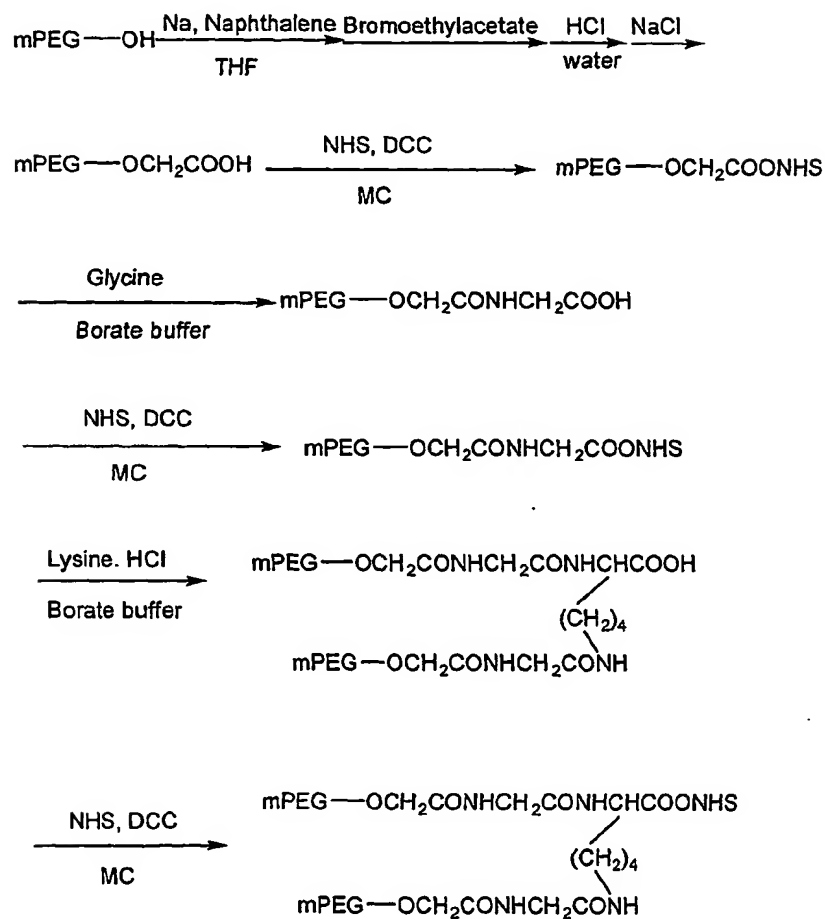 mPEG—OH Na, Naphthalene Bromoethylacetate HCl NaCl
THF water
mPEG—OCH₂COOH NHS, DCC mPEG—OCH₂COONHS
MC
Glycine
mPEG—OCH₂CONHCH₂COOH
Borate buffer
NHS, DCC
mPEG—OCH₂CONHCH₂COONHS
MC
Lysine. HCl mPEG—OCH₂CONHCH₂CONHCHCOOH
Borate buffer
(CH₂)₄
mPEG—OCH₂CONHCH₂CONH
mPEG—OCH₂CONHCH₂CONHCHCOONHS
NHS, DCC
(CH₂)₄
MC
mPEG—OCH₂CONHCH₂CONH